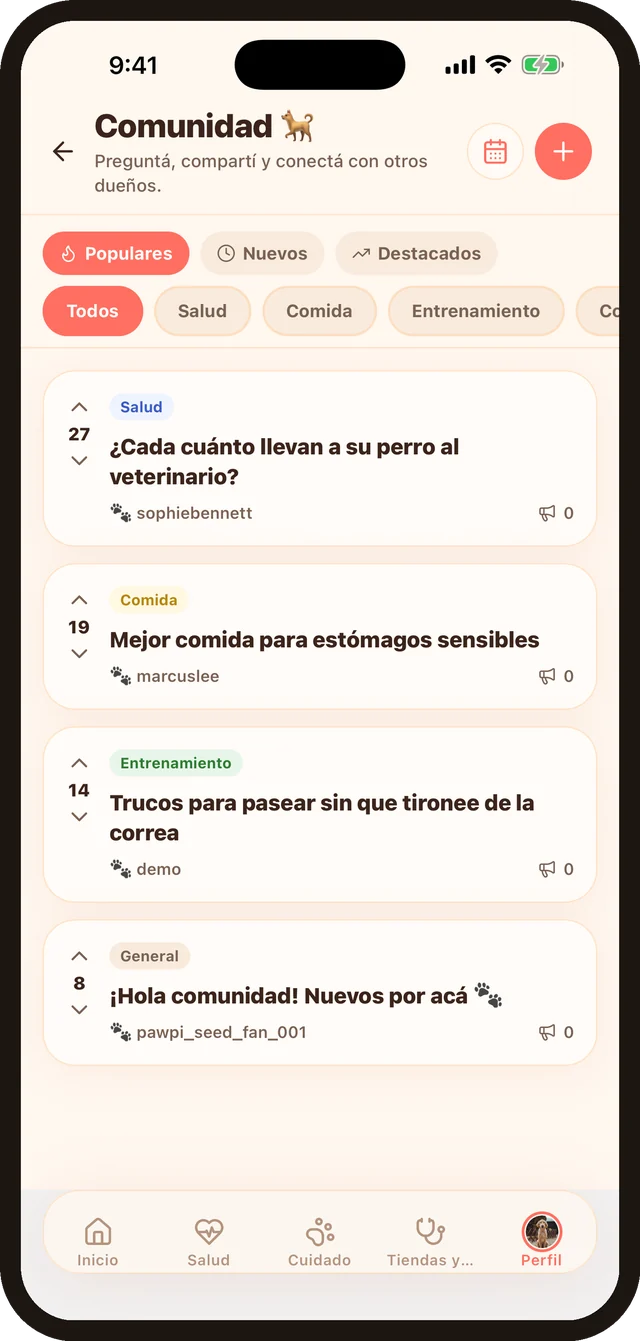 9:41
Comunidad 🐕
Preguntá, compartí y conectá con otros
dueños.
Populares
Nuevos
Destacados
Todos
Salud
Comida
Entrenamiento
Co
Salud
27
¿Cada cuánto llevan a su perro al
veterinario?
🐾 sophiebennett
0
Comida
19
Mejor comida para estómagos sensibles
🐾 marcuslee
0
Entrenamiento
14
Trucos para pasear sin que tironee de la
correa
🐾 demo
0
General
8
¡Hola comunidad! Nuevos por acá 🐾
🐾 pawpi_seed_fan_001
0
Inicio
Salud
Cuidado
Tiendas y...
Perfil